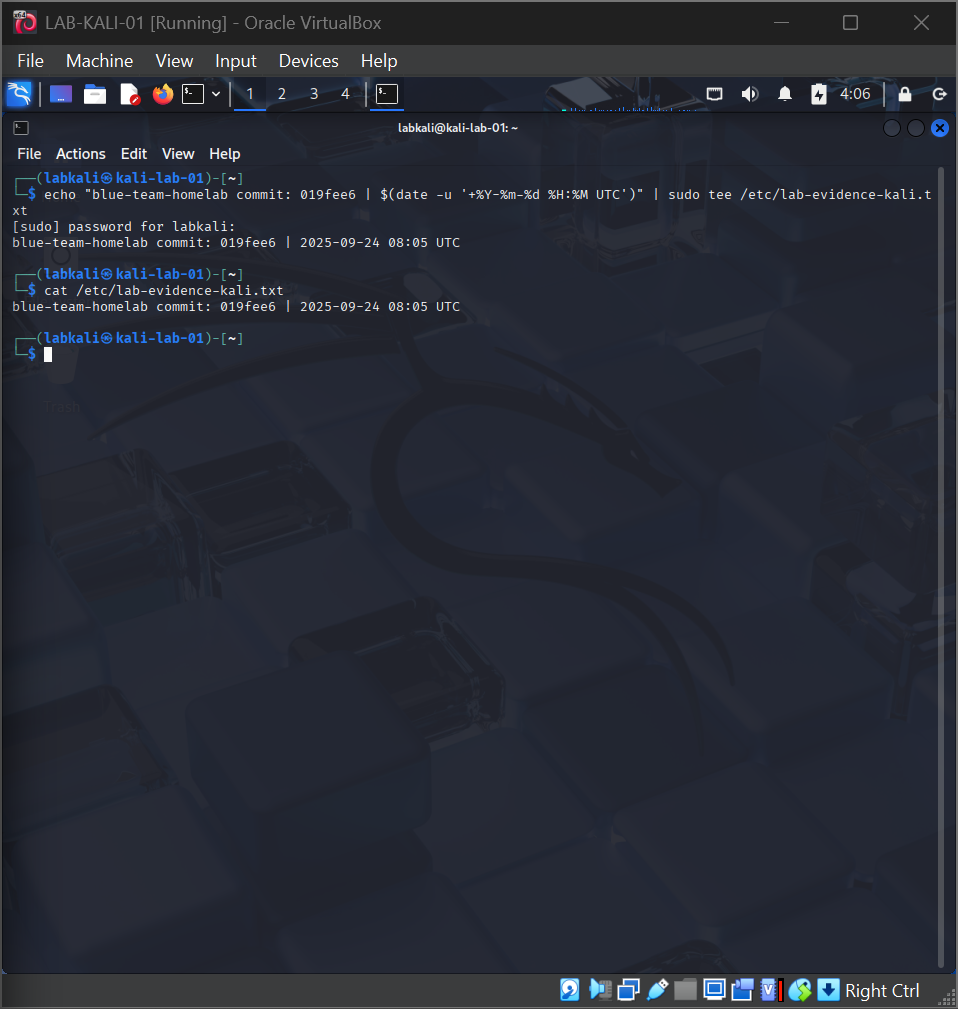 LAB-KALI-01 [Running] - Oracle VirtualBox
File Machine View Input Devices Help
1 2 3 4 4:06
labkali@kali-lab-01: ~
File Actions Edit View Help
┌──(labkali㉿kali-lab-01)-[~]
└─$ echo "blue-team-homelab commit: 019fee6 | $(date -u '+%Y-%m-%d %H:%M UTC')" | sudo tee /etc/lab-evidence-kali.t
xt
[sudo] password for labkali:
blue-team-homelab commit: 019fee6 | 2025-09-24 08:05 UTC
┌──(labkali㉿kali-lab-01)-[~]
└─$ cat /etc/lab-evidence-kali.txt
blue-team-homelab commit: 019fee6 | 2025-09-24 08:05 UTC
┌──(labkali㉿kali-lab-01)-[~]
└─$
Trash
Right Ctrl